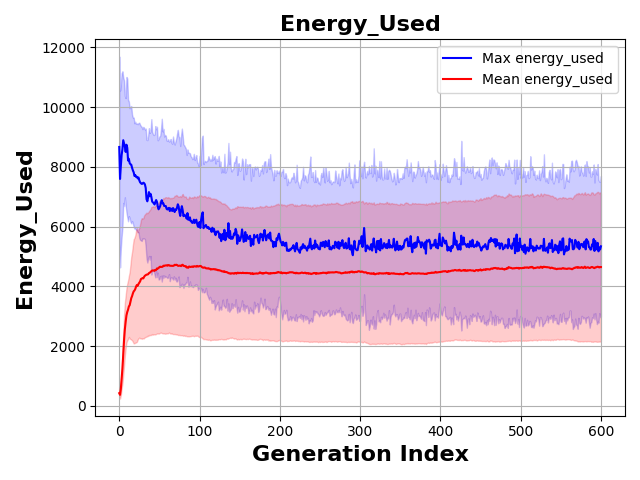 Energy_Used
12000
10000
8000
6000
4000
2000
0
Energy_Used
Max energy_used
Mean energy_used
0 100 200 300 400 500 600
Generation Index